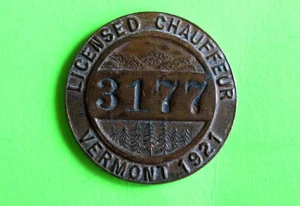 LICENSED CHAUFFEUR
3177
VERMONT 1921